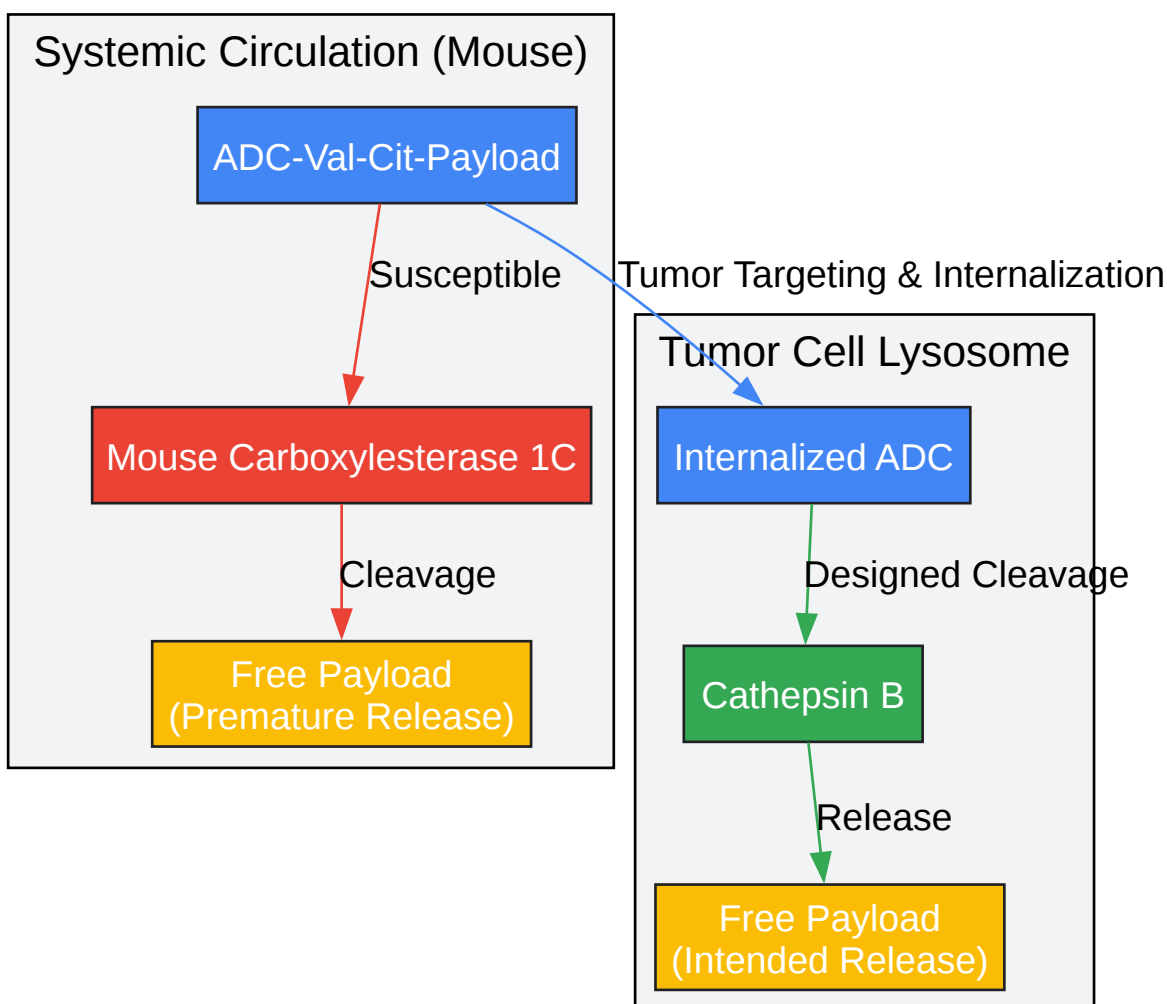 Systemic Circulation (Mouse)
ADC-Val-Cit-Payload
Susceptible
Tumor Targeting & Internalization
Tumor Cell Lysosome
Mouse Carboxylesterase 1C
Internalized ADC
Cleavage
Designed Cleavage
Free Payload
(Premature Release)
Cathepsin B
Release
Free Payload
(Intended Release)